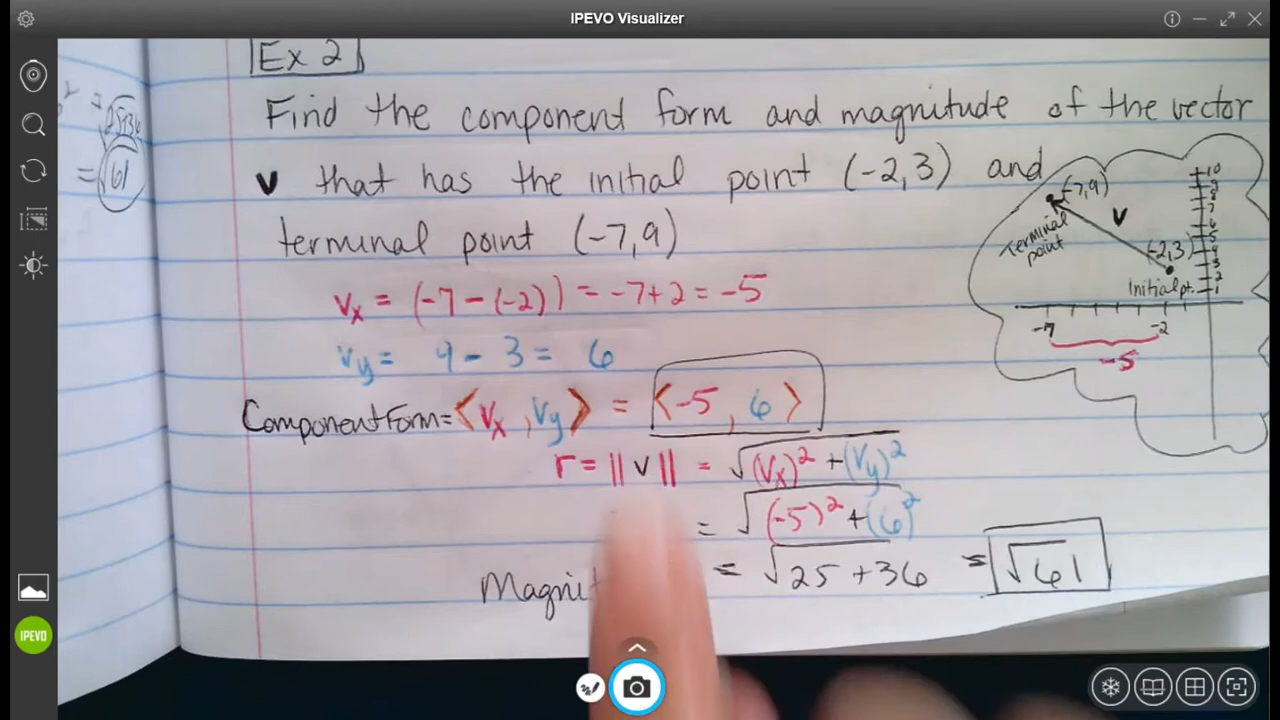 IPEVO Visualizer
Ex 2
Find the component form and magnitude of the vector
v that has the initial point (-2,3) and
terminal point (-7,9)
vx = (-7-(-2)) = -7+2 = -5
vy = 9 - 3 = 6
Component Form = <vx, vy> = <-5, 6>
r = ||v|| = √(vx)² + (vy)²
= √(-5)² + (6)²
= √25 + 36 = √61
= √61
(-7,9)
v
Terminal
point
(-2,3)
Initial pt.
10
9
8
7
6
5
4
3
2
1
-7 -2
-5
IPEVO